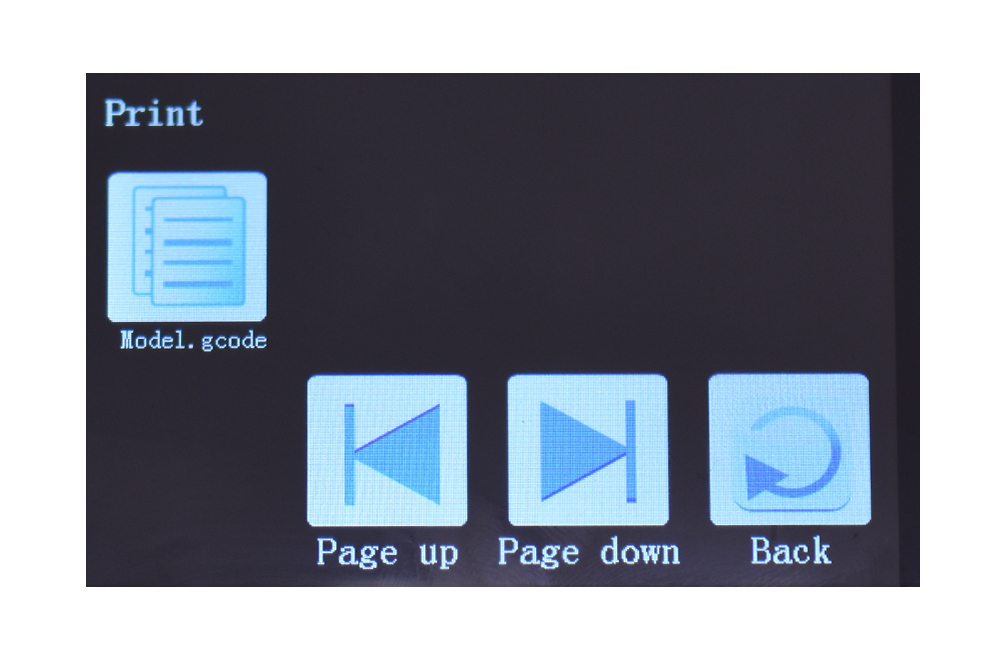 Print
Model.gcode
Page up
Page down
Back